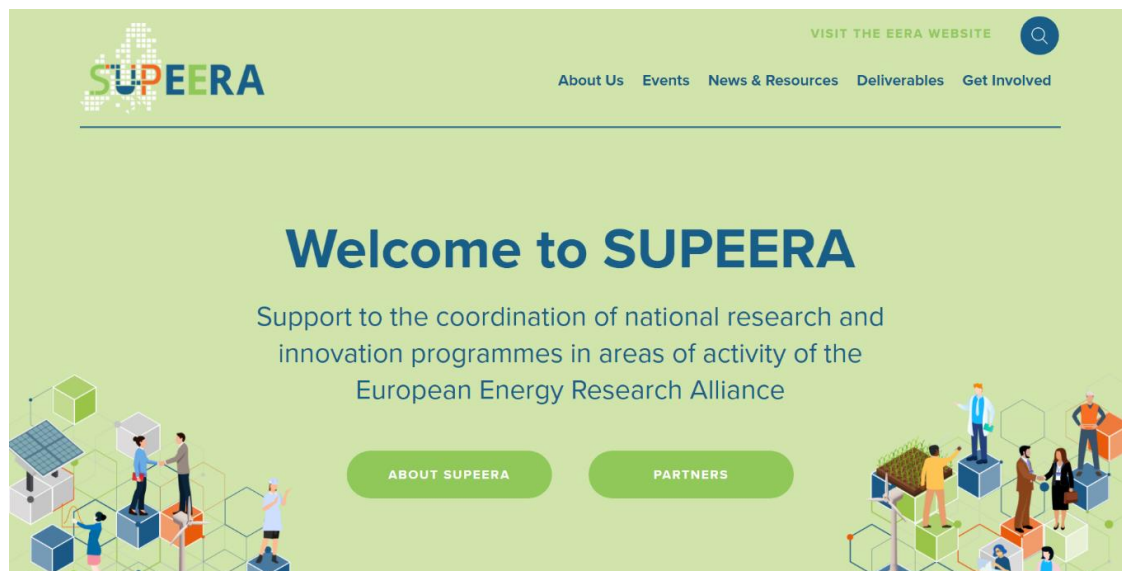 VISIT THE EERA WEBSITE
SUPEERA
About Us Events News & Resources Deliverables Get Involved
Welcome to SUPEERA
Support to the coordination of national research and
innovation programmes in areas of activity of the
European Energy Research Alliance
ABOUT SUPEERA PARTNERS